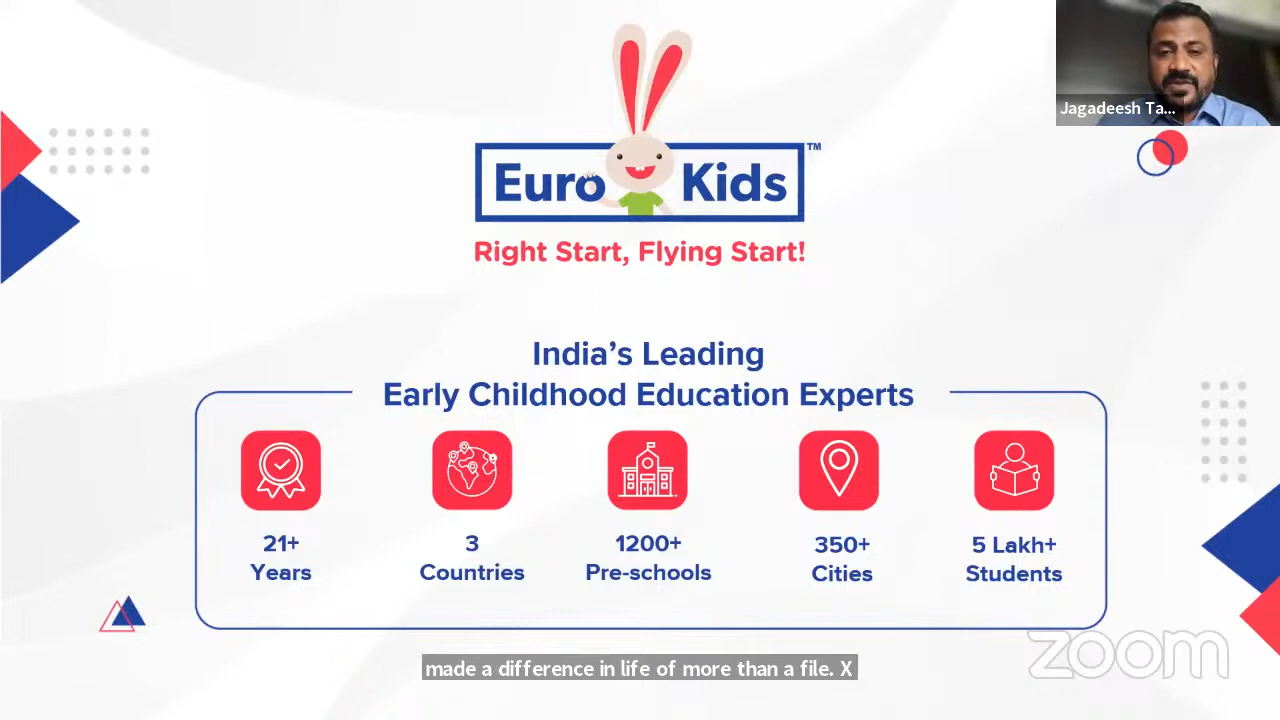 Jagadeesh Ta...
Euro Kids™
Right Start, Flying Start!
India's Leading
Early Childhood Education Experts
21+
Years
3
Countries
1200+
Pre-schools
350+
Cities
5 Lakh+
Students
zoom
made a difference in life of more than a file. X